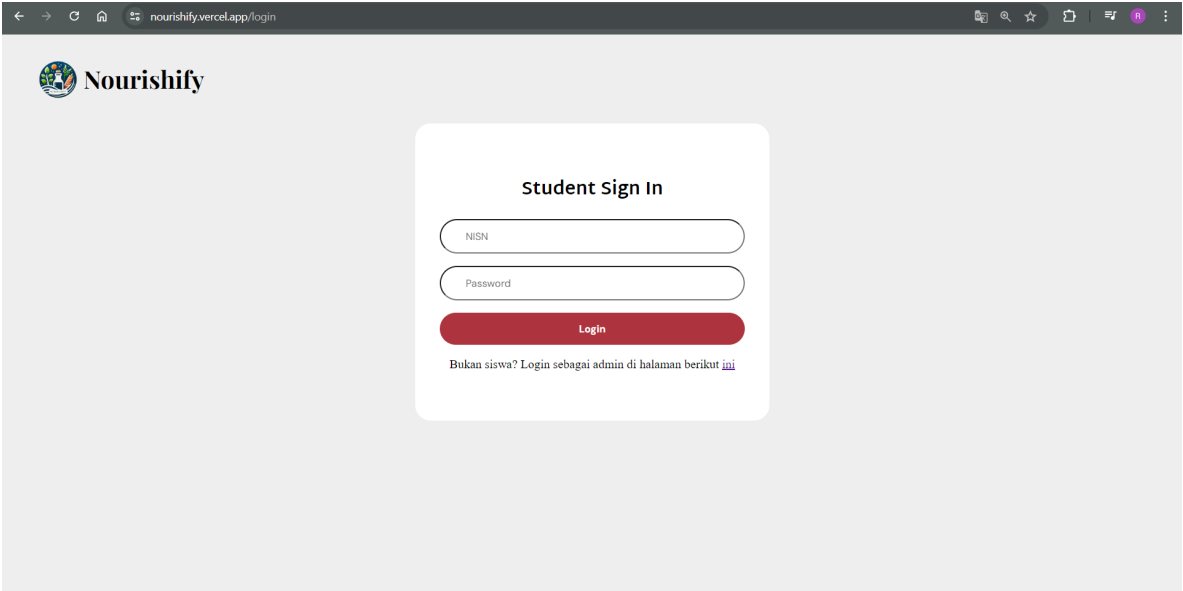 nourishify.vercel.app/login
R
Nourishify
Student Sign In
NISN
Password
Login
Bukan siswa? Login sebagai admin di halaman berikut ini